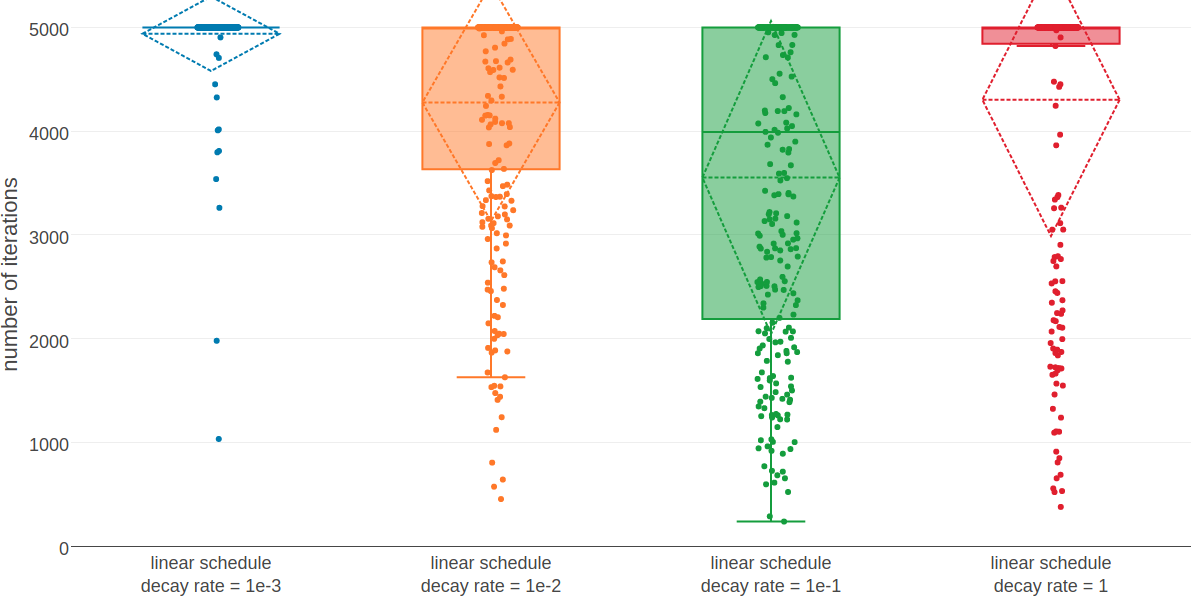 number of iterations
5000
4000
3000
2000
1000
0
linear schedule
decay rate = 1e-3
linear schedule
decay rate = 1e-2
linear schedule
decay rate = 1e-1
linear schedule
decay rate = 1